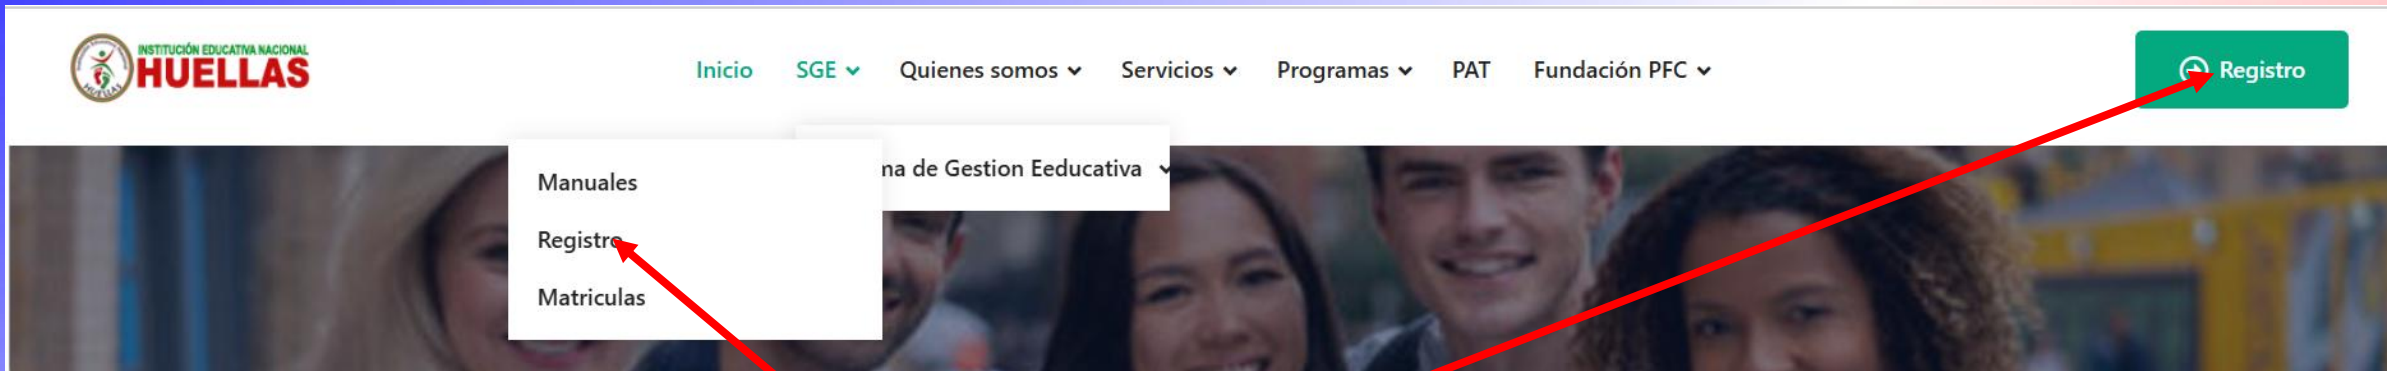 INSTITUCIÓN EDUCATIVA NACIONAL
HUELLAS
HUELLAS
Inicio SGE Quienes somos Servicios Programas PAT Fundación PFC
Registro
na de Gestion Eeducativa
Manuales
Registro
Matriculas